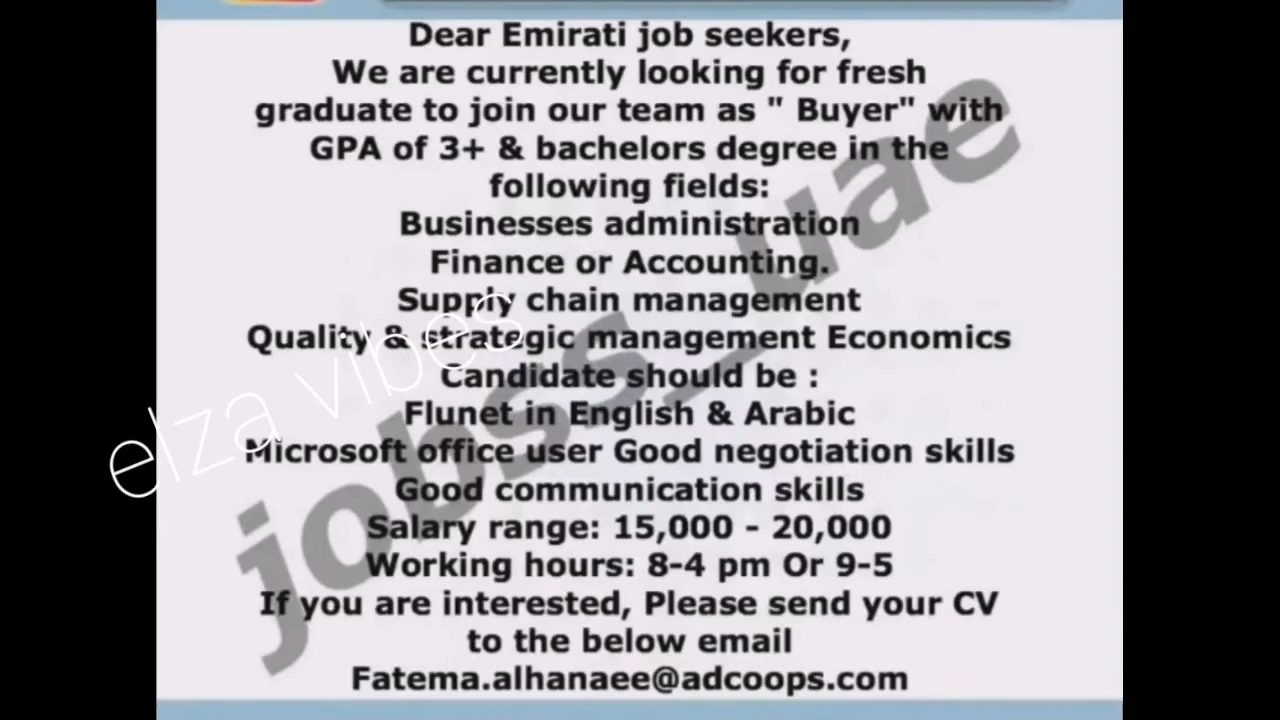 Dear Emirati job seekers,
We are currently looking for fresh
graduate to join our team as " Buyer" with
GPA of 3+ & bachelors degree in the
following fields:
Businesses administration
Finance or Accounting.
Supply chain management
Quality & strategic management Economics
Candidate should be :
Flunet in English & Arabic
Microsoft office user Good negotiation skills
Good communication skills
Salary range: 15,000 - 20,000
Working hours: 8-4 pm Or 9-5
If you are interested, Please send your CV
to the below email
Fatema.alhanaee@adcoops.com
jobss_uae
elza vibes